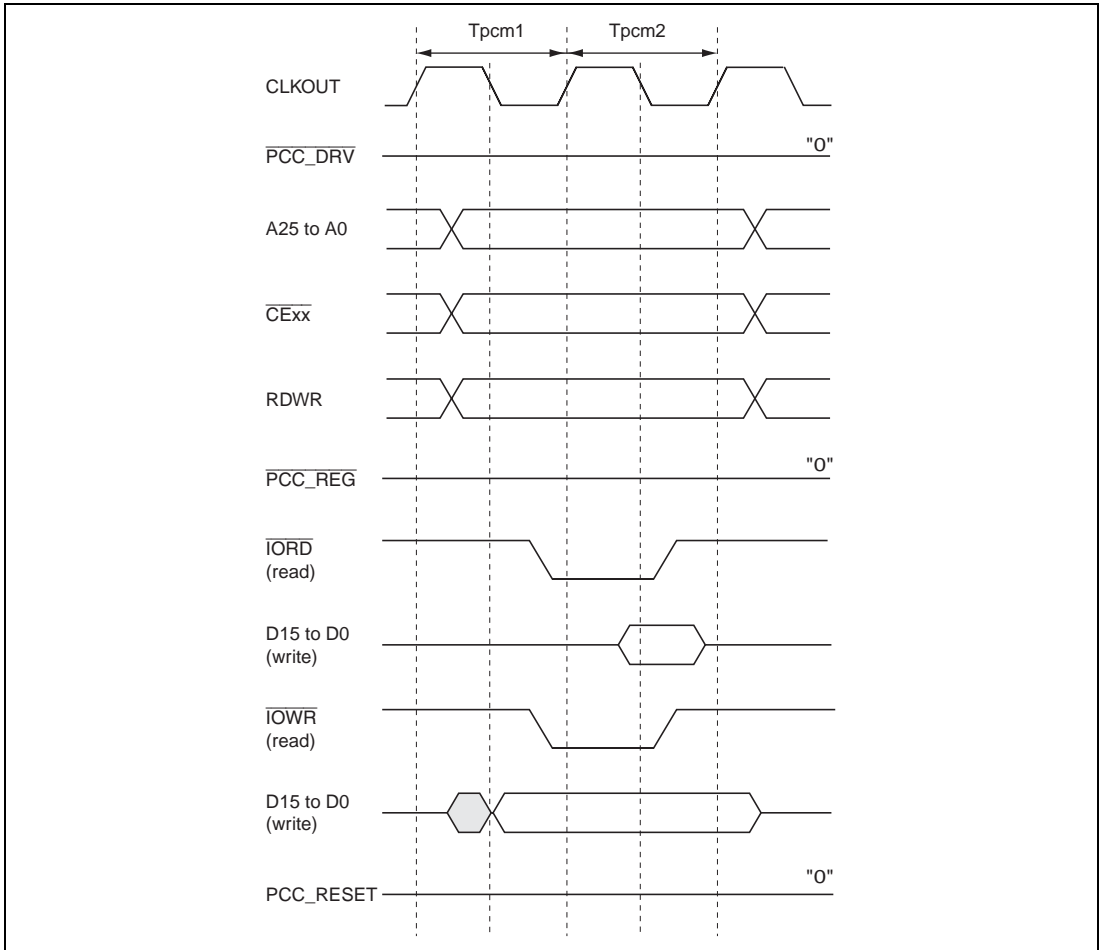 Tpcm1 Tpcm2
CLKOUT
"0"
PCC_DRV
A25 to A0
CExx
RDWR
"0"
PCC_REG
IORD
(read)
D15 to D0
(write)
IOWR
(read)
D15 to D0
(write)
"0"
PCC_RESET